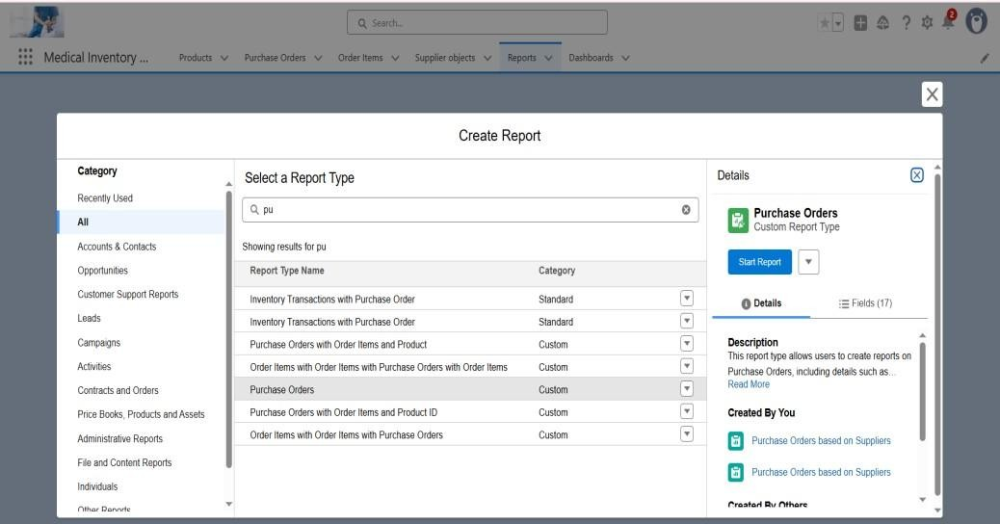 Search...
2
Medical Inventory ...
Products
Purchase Orders
Order Items
Supplier objects
Reports
Dashboards
Create Report
Category
Recently Used
All
Accounts & Contacts
Opportunities
Customer Support Reports
Leads
Campaigns
Activities
Contracts and Orders
Price Books, Products and Assets
Administrative Reports
File and Content Reports
Individuals
Other Reports
Select a Report Type
pu
Showing results for pu
Report Type Name Category
Inventory Transactions with Purchase Order Standard
Inventory Transactions with Purchase Order Standard
Purchase Orders with Order Items and Product Custom
Order Items with Order Items with Purchase Orders with Order Items Custom
Purchase Orders Custom
Purchase Orders with Order Items and Product ID Custom
Order Items with Order Items with Purchase Orders Custom
Details
Purchase Orders
Custom Report Type
Start Report
Details
Fields (17)
Description
This report type allows users to create reports on
Purchase Orders, including details such as...
Read More
Created By You
Purchase Orders based on Suppliers
Purchase Orders based on Suppliers
Created By Others